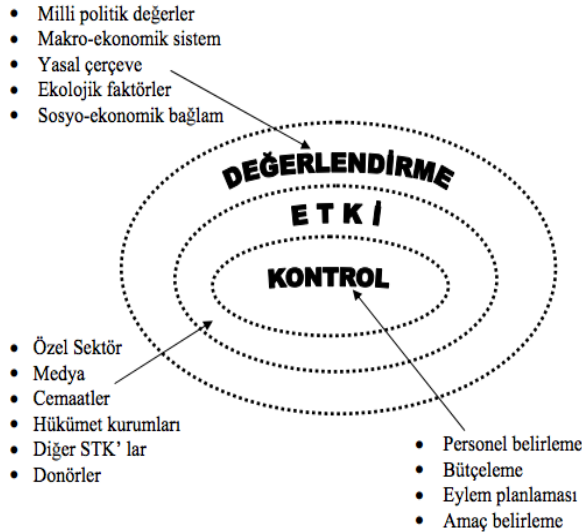 • Milli politik değerler
• Makro-ekonomik sistem
• Yasal çerçeve
• Ekolojik faktörler
• Sosyo-ekonomik bağlam
DEĞERLENDİRME
ETKİ
KONTROL
• Özel Sektör
• Medya
• Cemaatler
• Hükümet kurumları
• Diğer STK' lar
• Donörler
• Personel belirleme
• Bütçeleme
• Eylem planlaması
• Amaç belirleme